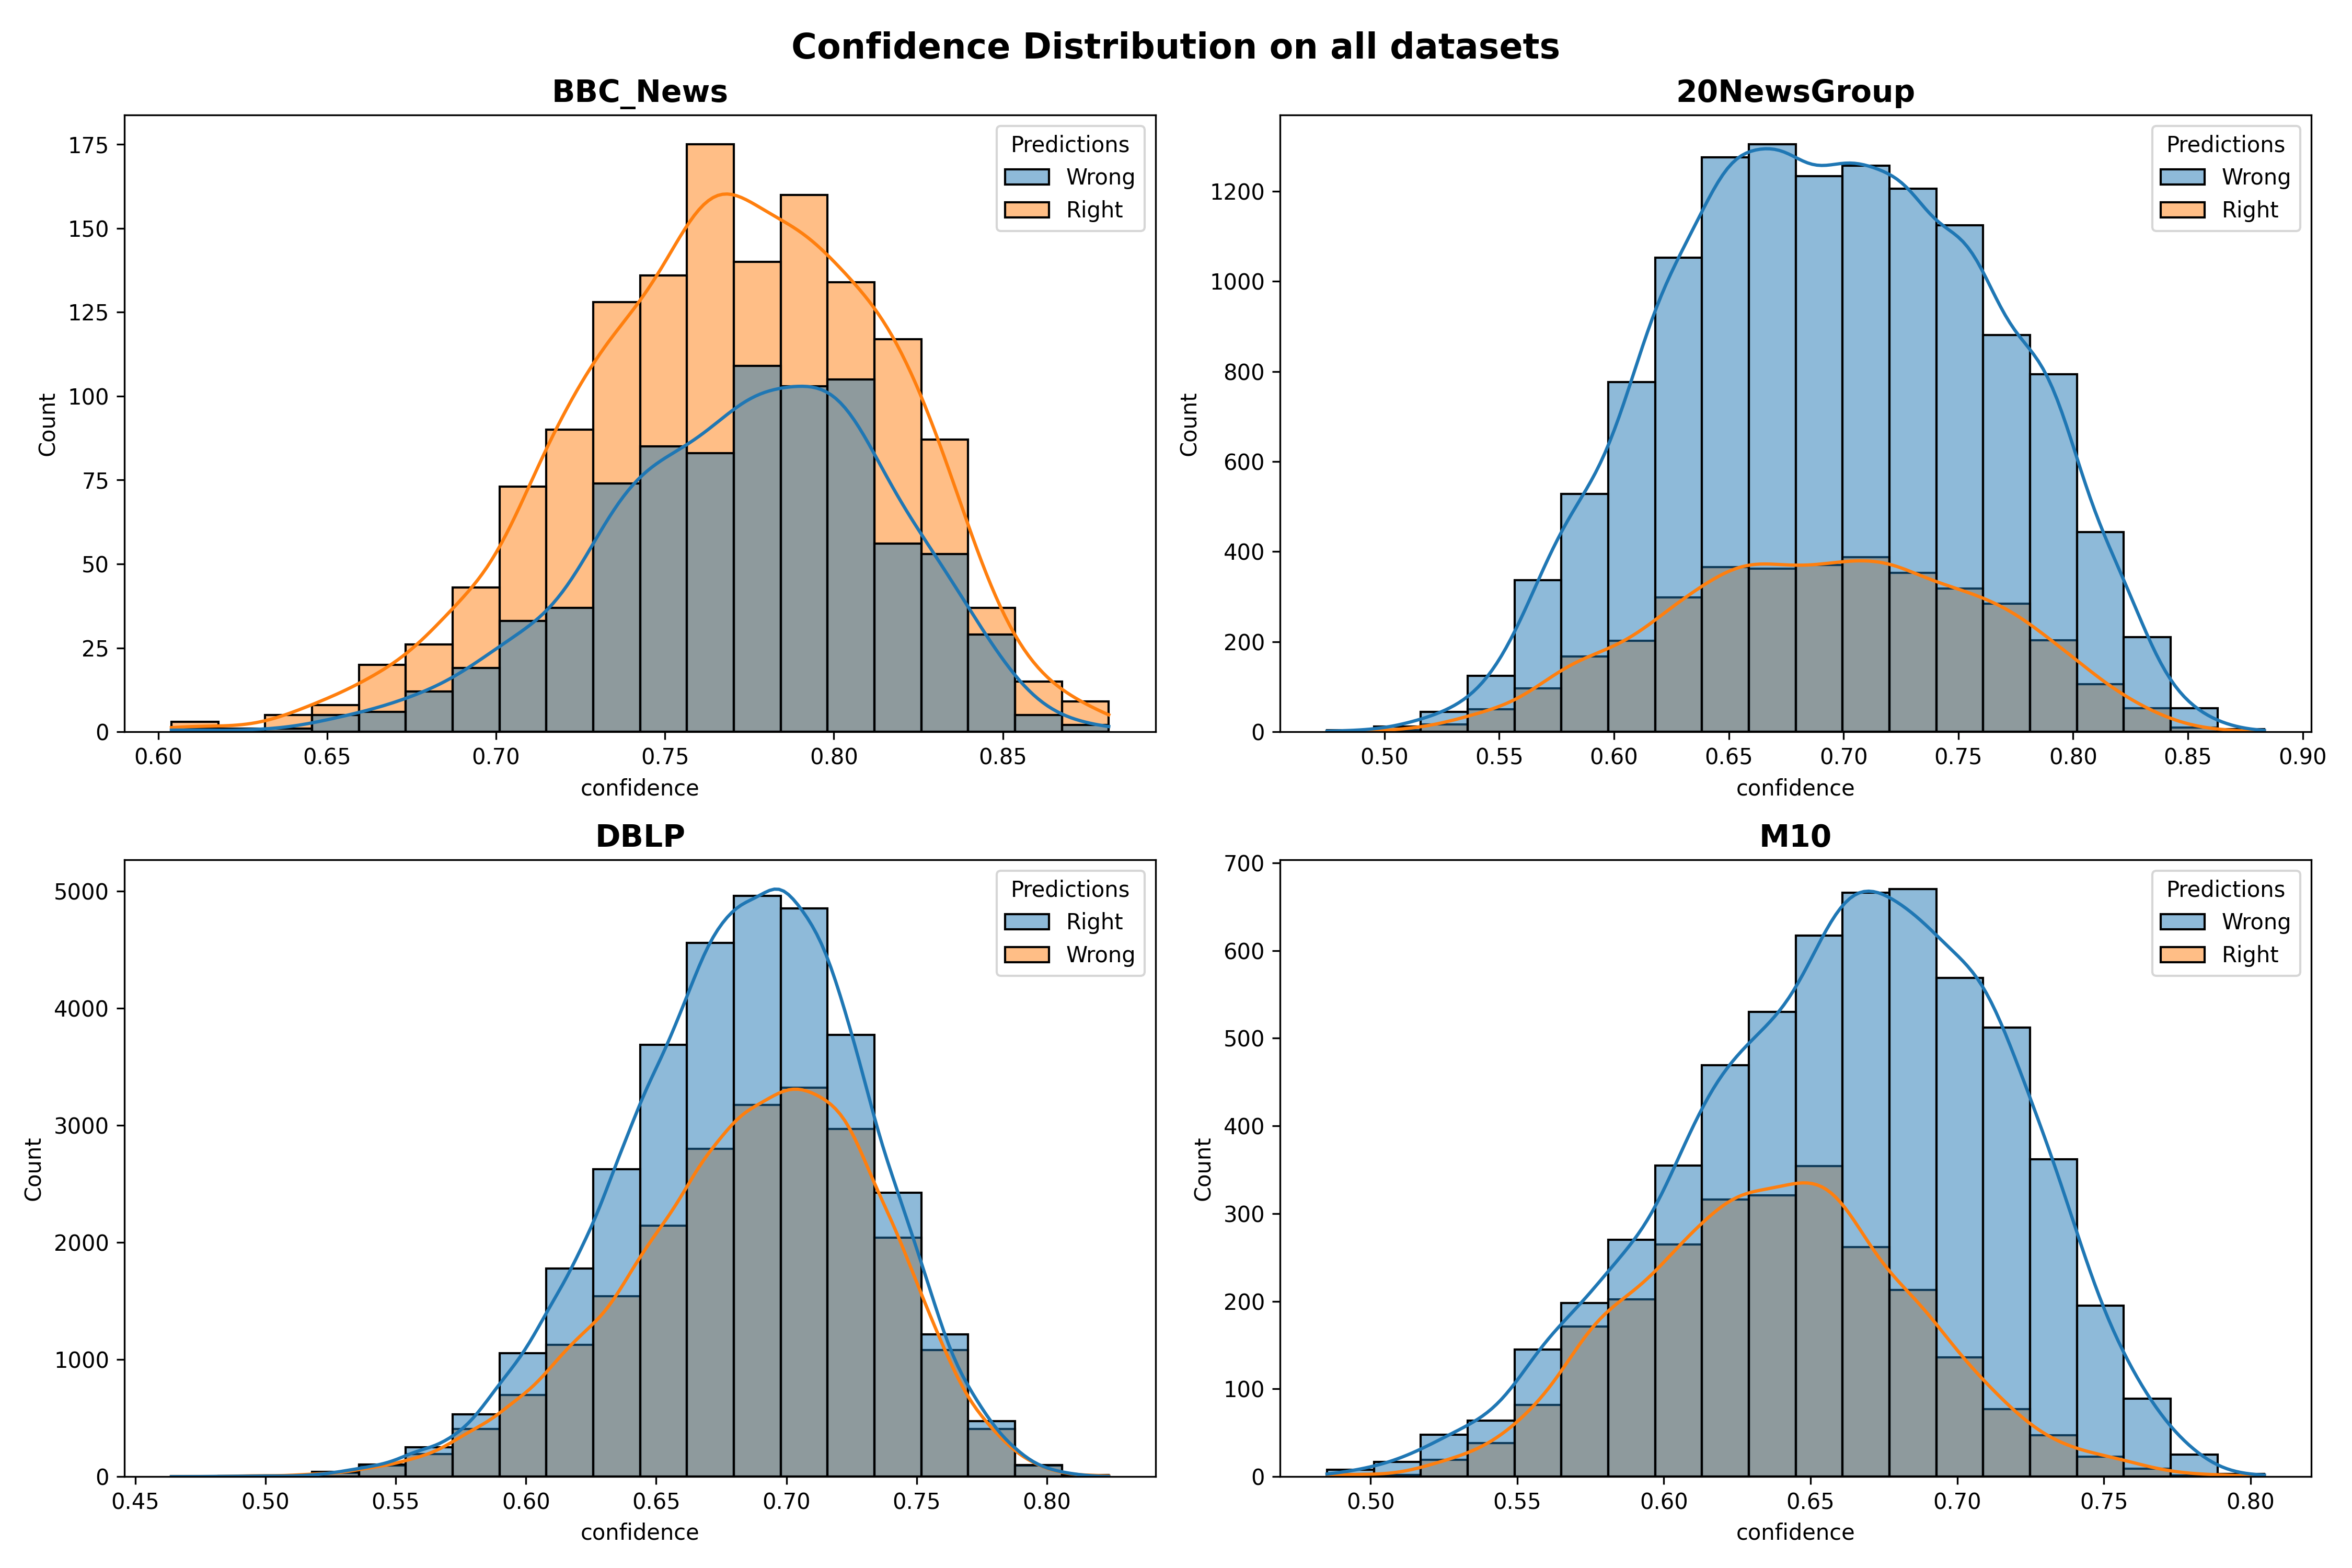 Confidence Distribution on all datasets
BBC_News
175
150
125
100
75
50
25
0
Count
0.60 0.65 0.70 0.75 0.80 0.85
confidence
Predictions
Wrong
Right
20NewsGroup
1200
1000
800
600
400
200
0
Count
0.50 0.55 0.60 0.65 0.70 0.75 0.80 0.85 0.90
confidence
Predictions
Wrong
Right
DBLP
5000
4000
3000
2000
1000
0
Count
0.45 0.50 0.55 0.60 0.65 0.70 0.75 0.80
confidence
Predictions
Right
Wrong
M10
700
600
500
400
300
200
100
0
Count
0.50 0.55 0.60 0.65 0.70 0.75 0.80
confidence
Predictions
Wrong
Right